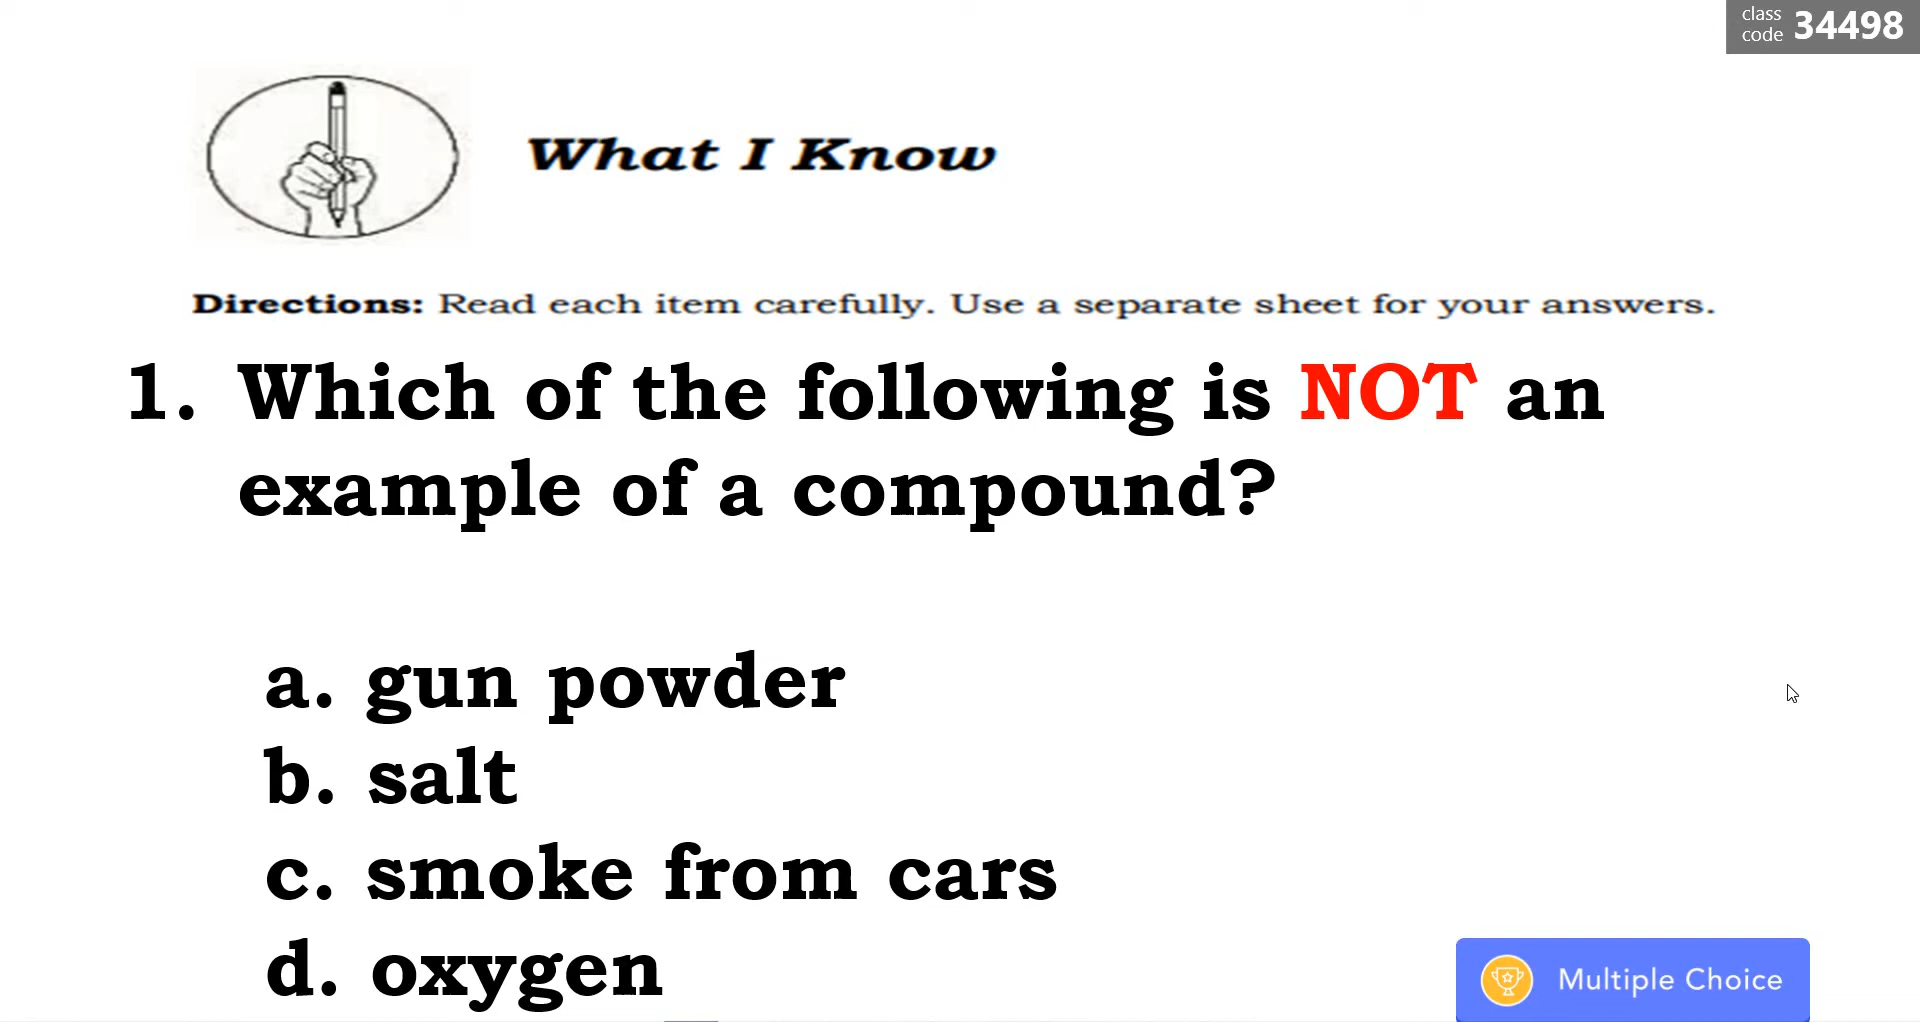 class
code 34498
What I Know
Directions: Read each item carefully. Use a separate sheet for your answers.
1. Which of the following is NOT an
example of a compound?
a. gun powder
b. salt
c. smoke from cars
d. oxygen
Multiple Choice